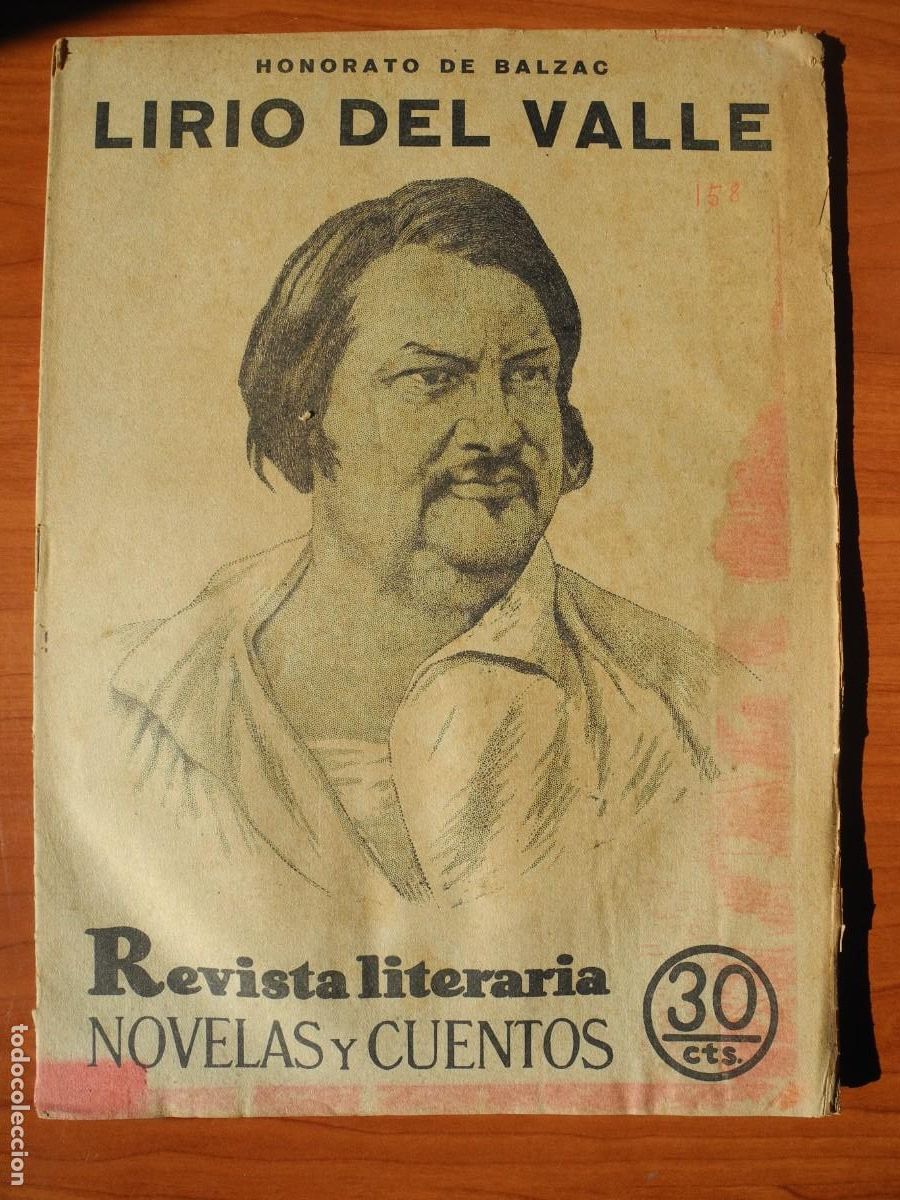 HONORATO DE BALZAC
LIRIO DEL VALLE
158
Revista literaria
NOVELAS Y CUENTOS
30
cts.
todocoleccion